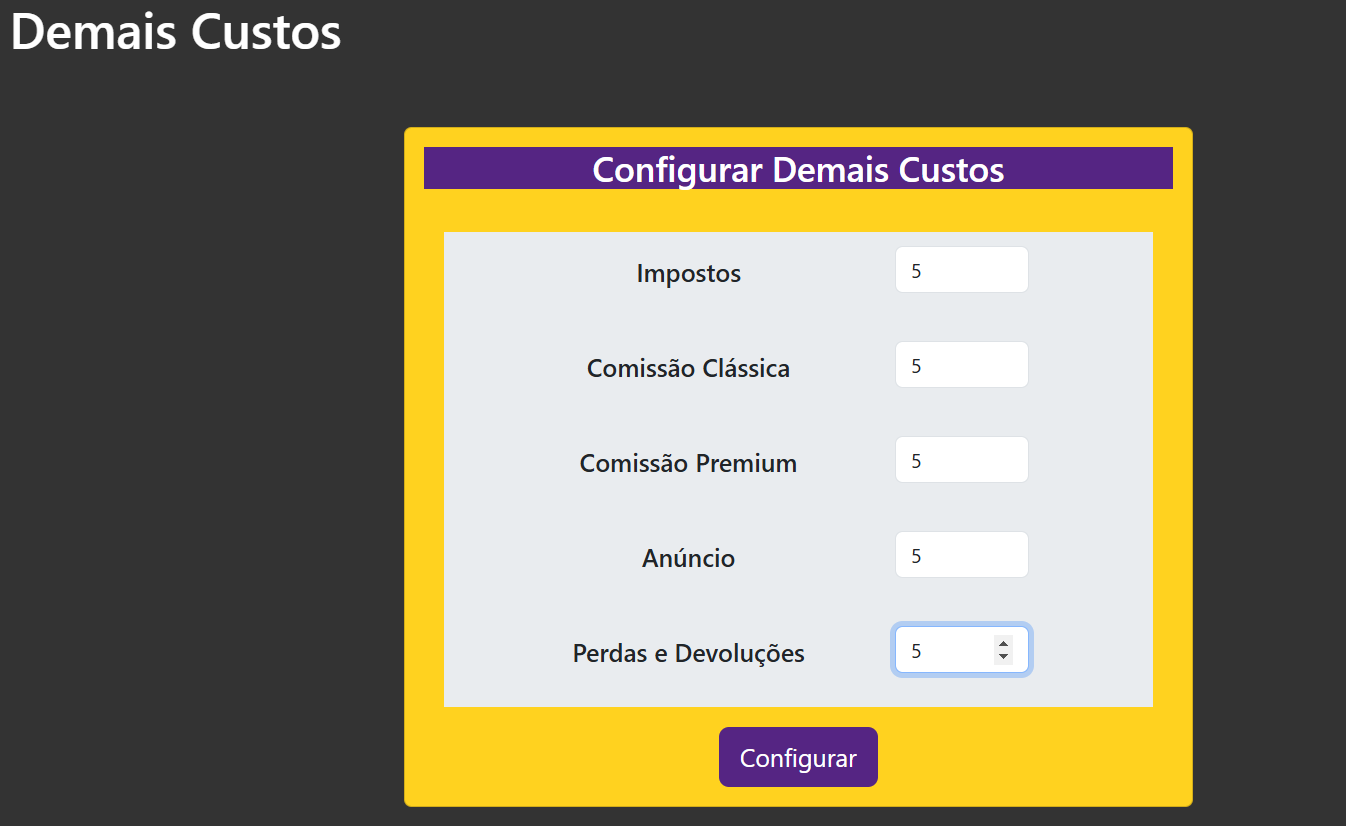 Demais Custos
Configurar Demais Custos
Impostos 5
Comissão Clássica 5
Comissão Premium 5
Anúncio 5
Perdas e Devoluções 5
Configurar